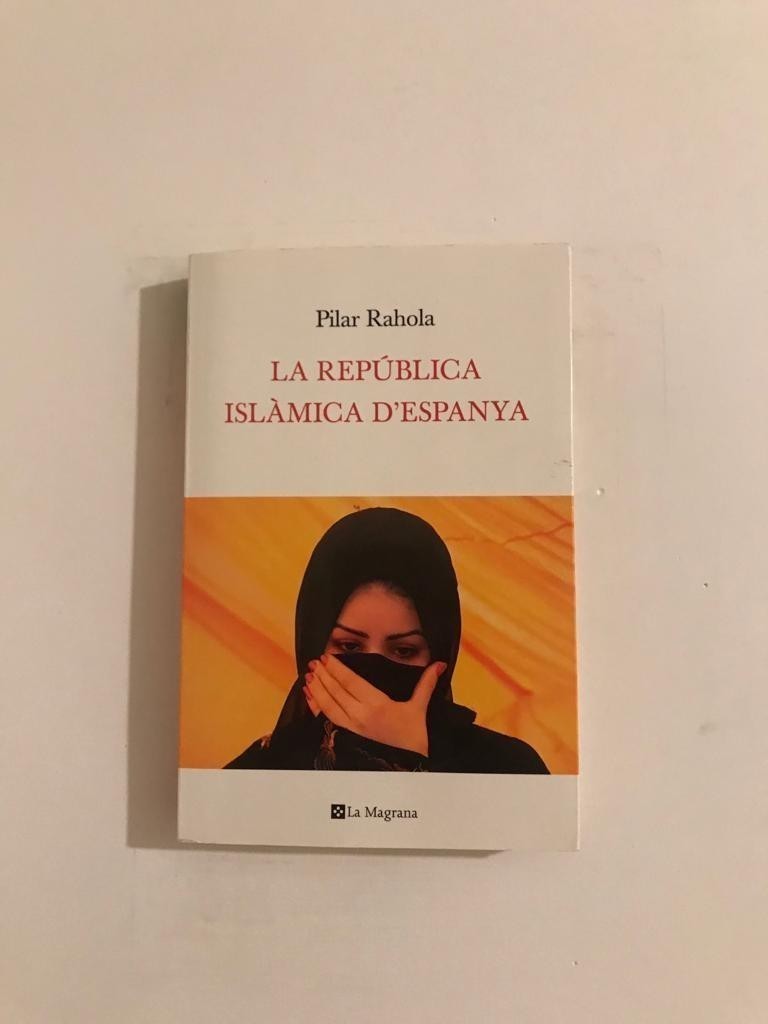 Pilar Rahola
LA REPÚBLICA
ISLÀMICA D'ESPANYA
La Magrana